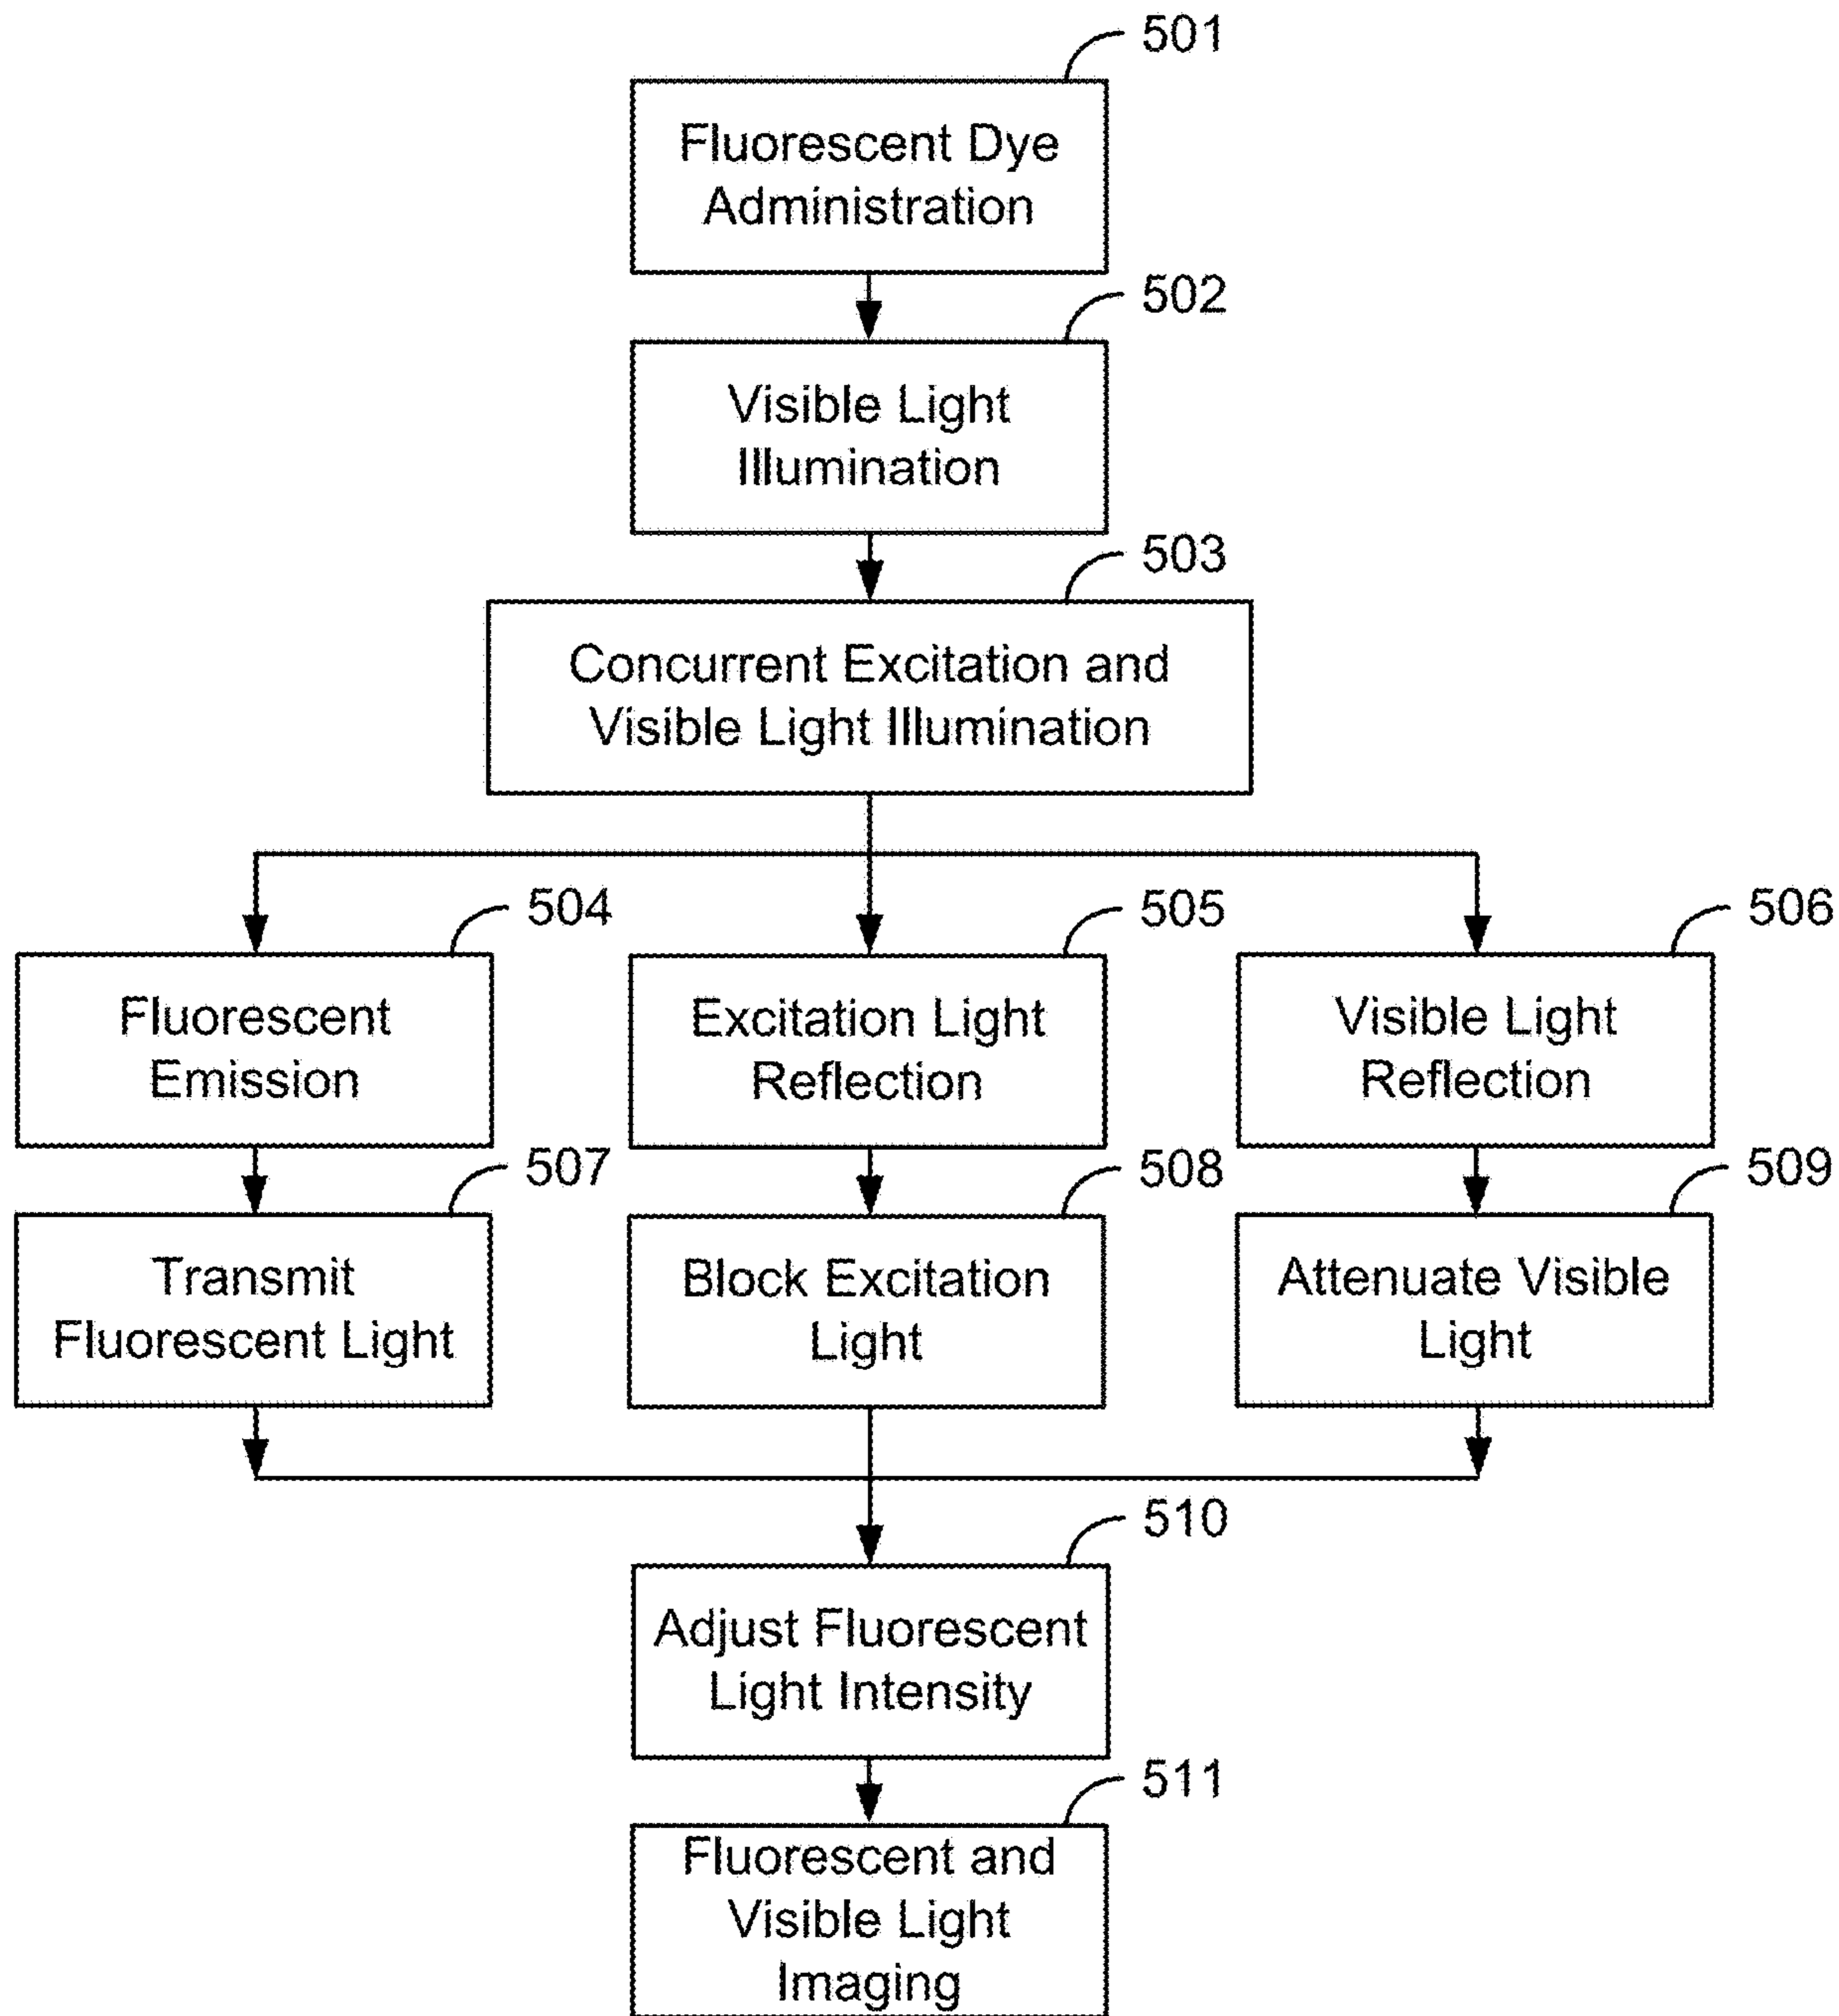 501
Fluorescent Dye
Administration
502
Visible Light
Illumination
503
Concurrent Excitation and
Visible Light Illumination
504
Fluorescent
Emission
505
Excitation Light
Reflection
506
Visible Light
Reflection
507
Transmit
Fluorescent Light
508
Block Excitation
Light
509
Attenuate Visible
Light
510
Adjust Fluorescent
Light Intensity
511
Fluorescent and
Visible Light
Imaging